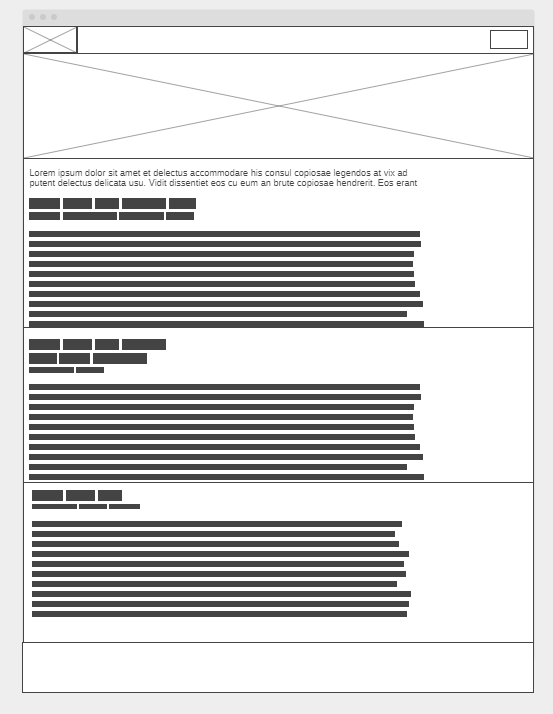 Lorem ipsum dolor sit amet et delectus accommodare his consul copiosae legendos at vix ad
putent delectus delicata usu. Vidit dissentiet eos cu eum an brute copiosae hendrerit. Eos erant